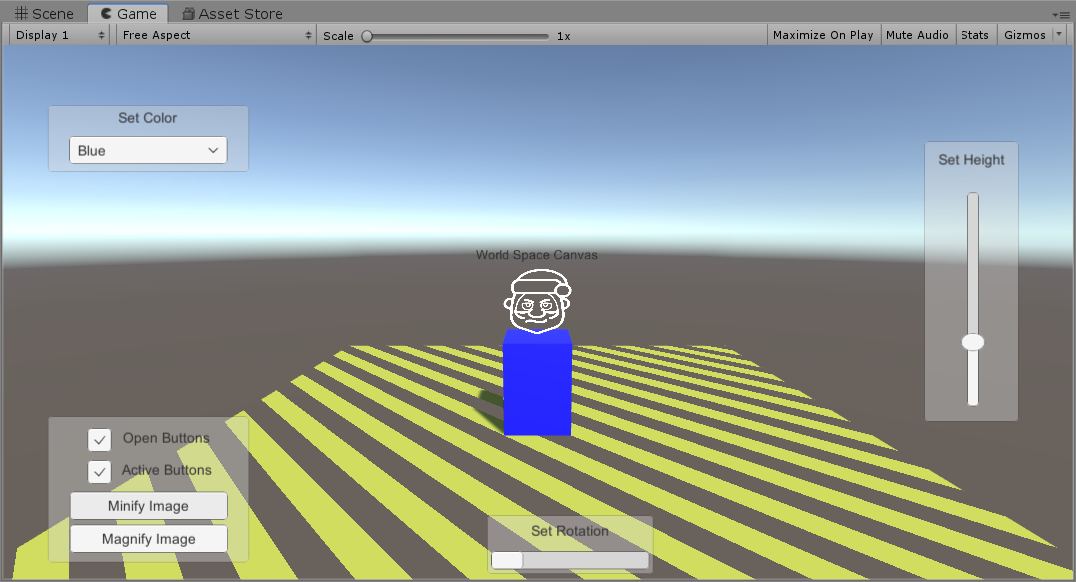 Scene Game Asset Store
Display 1 Free Aspect Scale 1x Maximize On Play Mute Audio Stats Gizmos
Set Color
Blue
Set Height
World Space Canvas
Open Buttons
Active Buttons
Minify Image
Magnify Image
Set Rotation